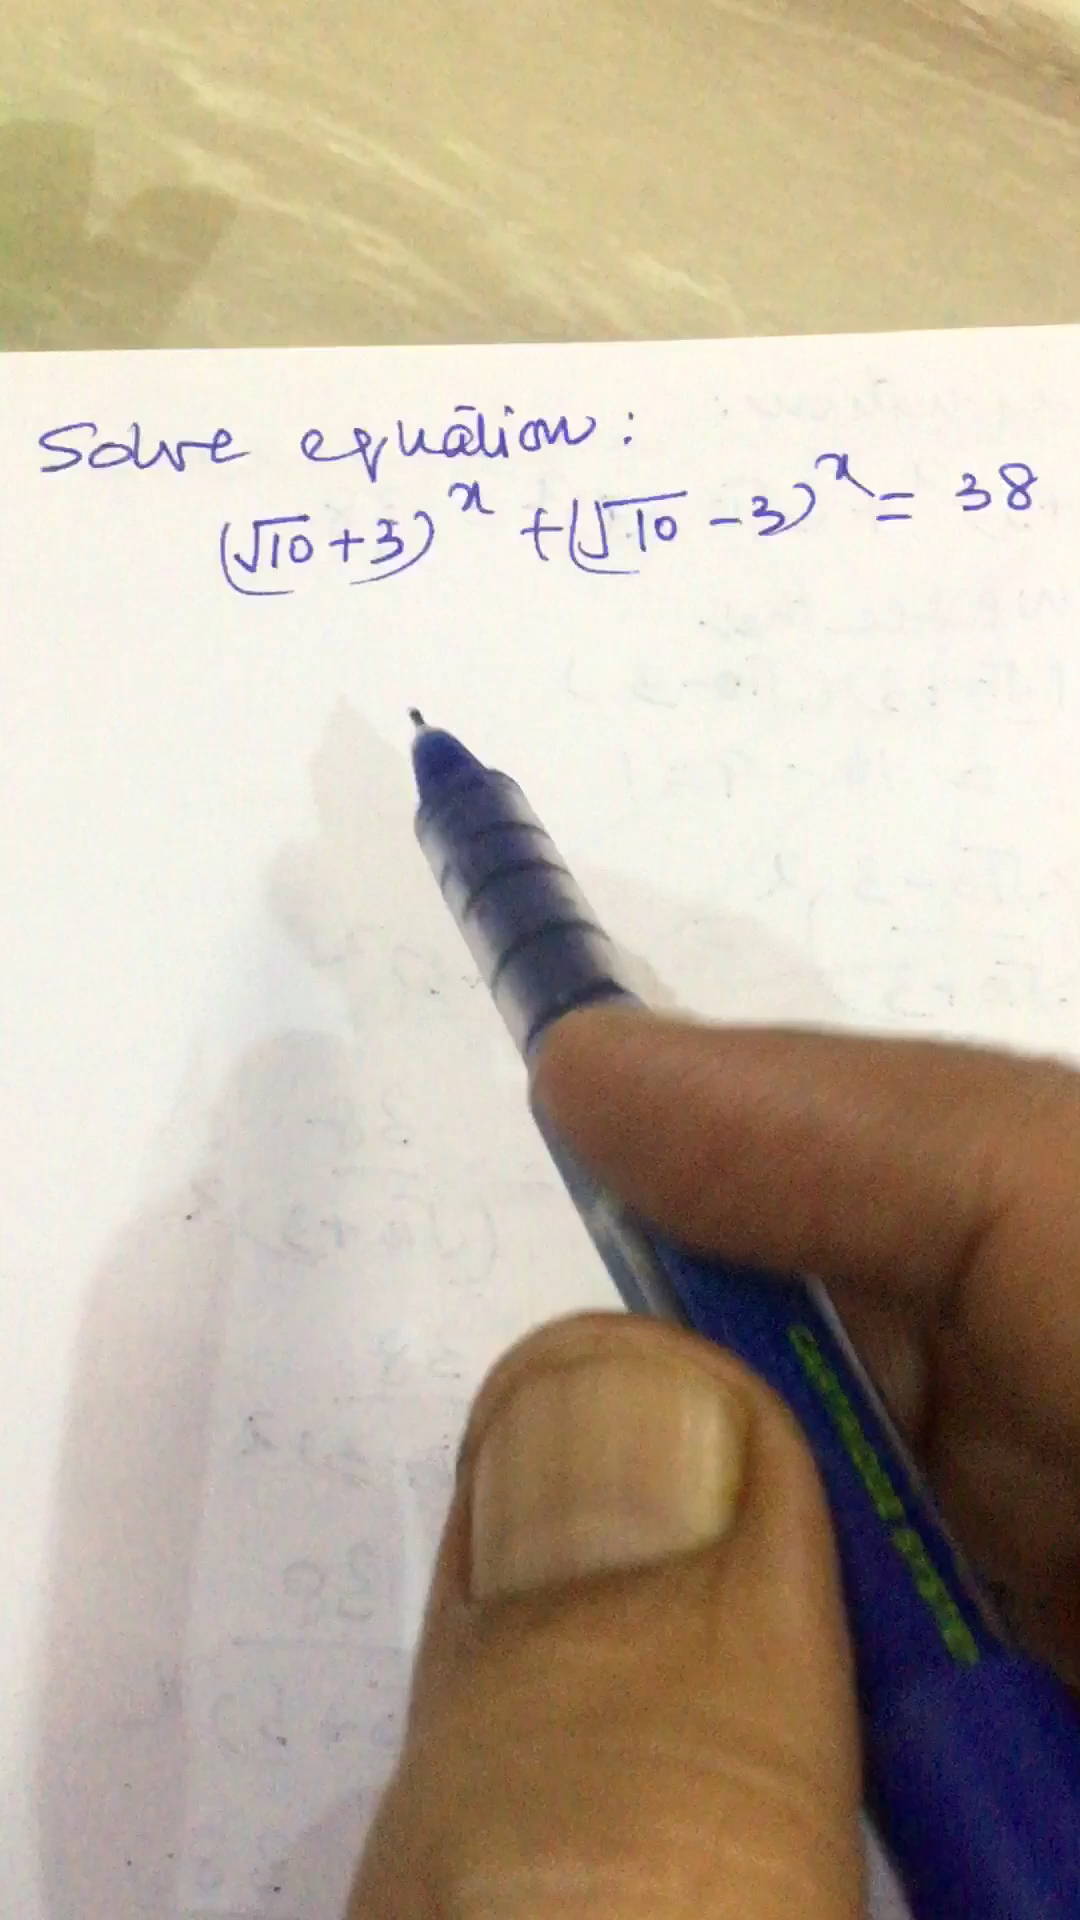 Solve equation:
(√10+3)^x + (√10-3)^x = 38